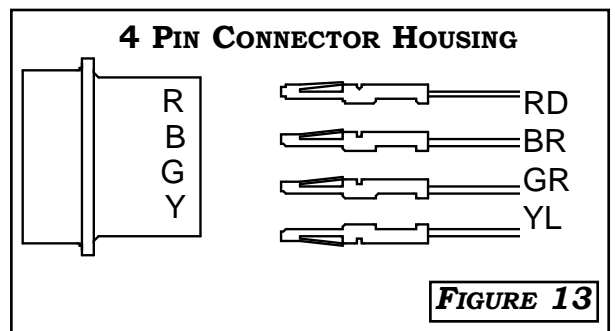 4 PIN CONNECTOR HOUSING
R
B
G
Y
RD
BR
GR
YL
FIGURE 13